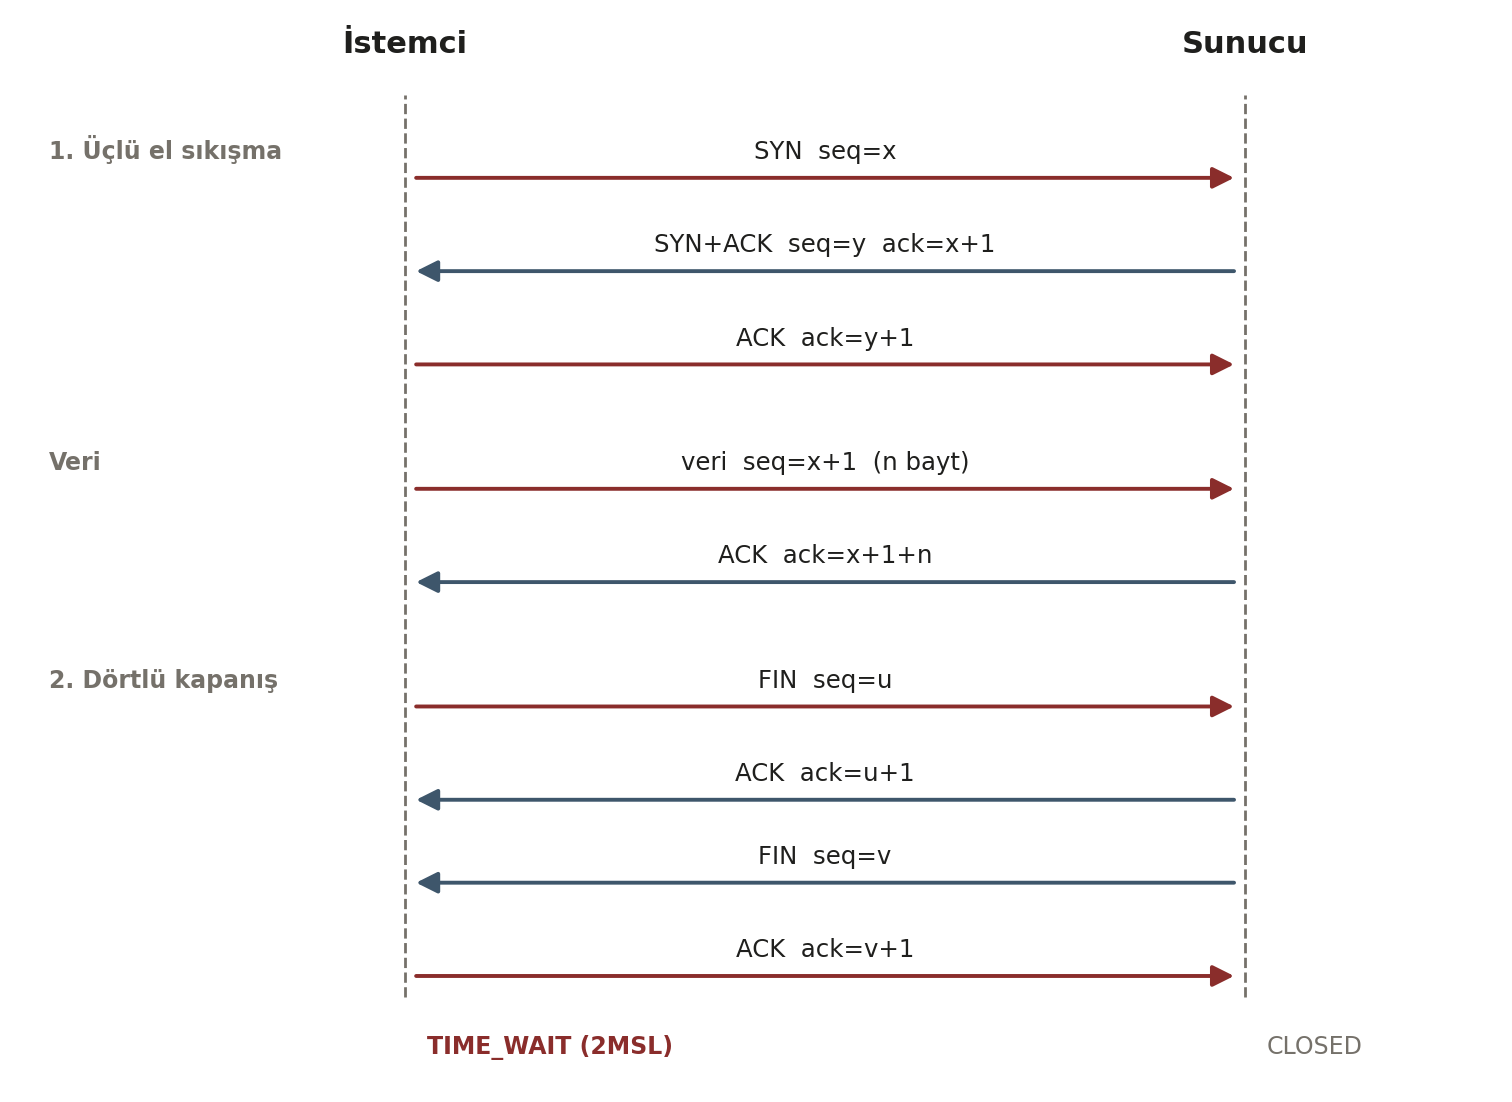 İstemci
Sunucu
1. Üçlü el sıkışma
SYN  seq=x
SYN+ACK  seq=y  ack=x+1
ACK  ack=y+1
Veri
veri  seq=x+1  (n bayt)
ACK  ack=x+1+n
2. Dörtlü kapanış
FIN  seq=u
ACK  ack=u+1
FIN  seq=v
ACK  ack=v+1
TIME_WAIT (2MSL)
CLOSED